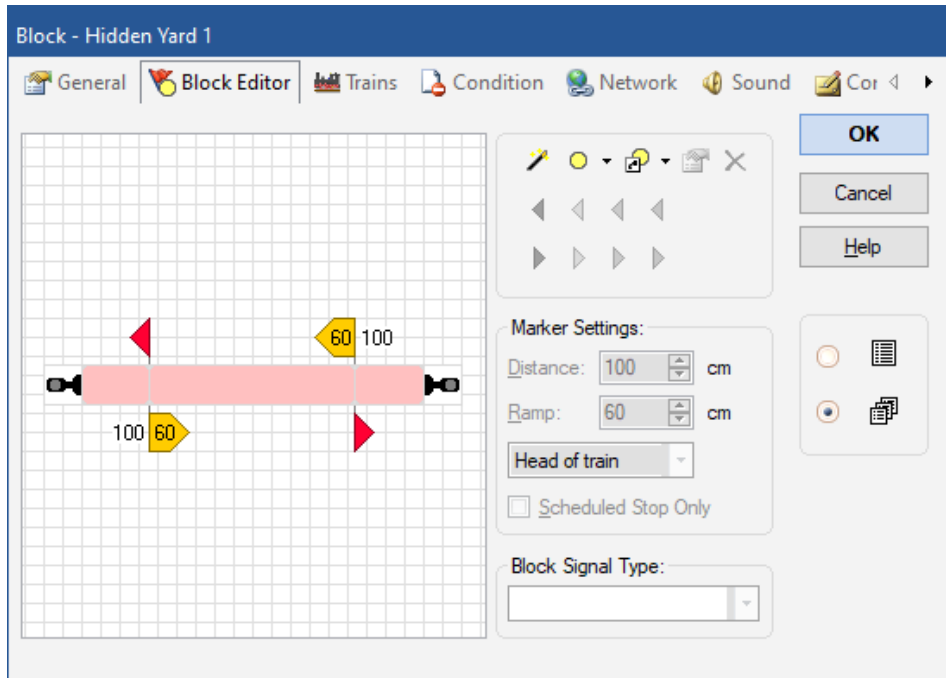 Block - Hidden Yard 1
General Block Editor Trains Condition Network Sound Cor
OK
Cancel
Help
60 100
100 60
Marker Settings:
Distance: 100 cm
Ramp: 60 cm
Head of train
Scheduled Stop Only
Block Signal Type: